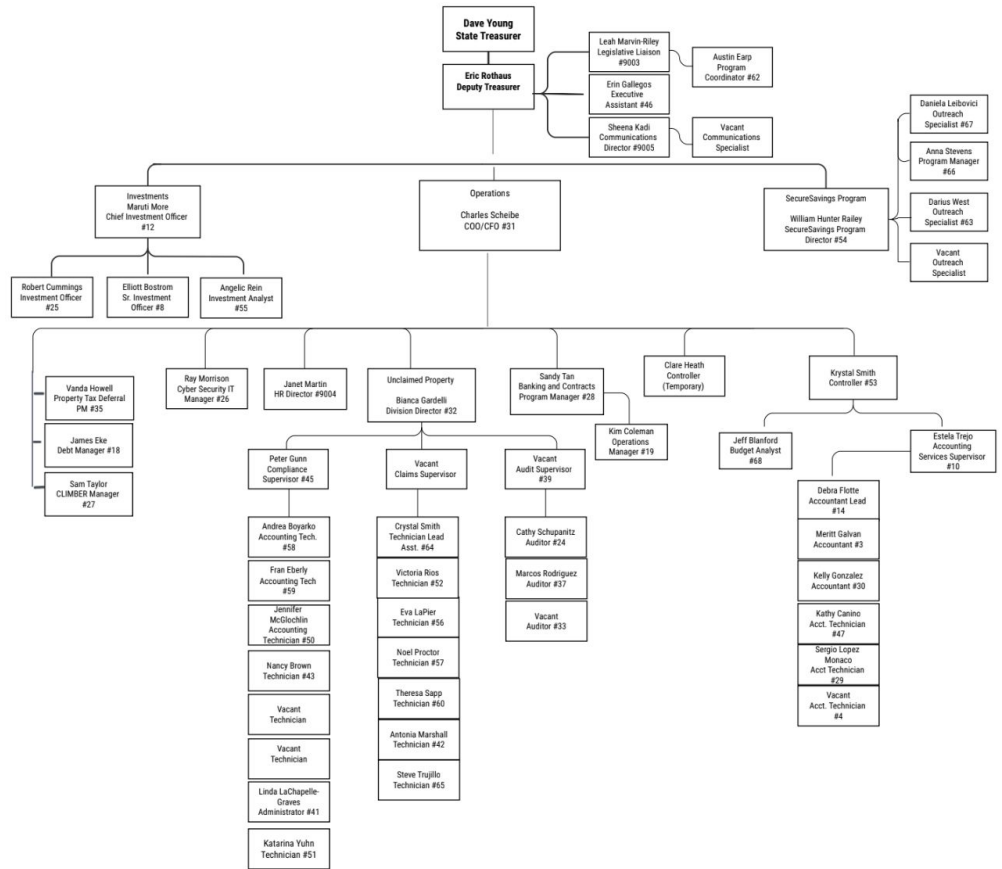 Dave Young
State Treasurer
Eric Rothaus
Deputy Treasurer
Leah Marvin-Riley
Legislative Liaison
#9003
Austin Earp
Program
Coordinator #62
Erin Gallegos
Executive
Assistant #46
Sheena Kadi
Communications
Director #9005
Vacant
Communications
Specialist
Daniela Leibovici
Outreach
Specialist #67
Anna Stevens
Program Manager
#66
Darius West
Outreach
Specialist #63
Vacant
Outreach
Specialist
Investments
Maruti More
Chief Investment Officer
#12
Operations
Charles Scheibe
COO/CFO #31
SecureSavings Program
William Hunter Railey
SecureSavings Program
Director #54
Robert Cummings
Investment Officer
#25
Elliott Bostrom
Sr. Investment
Officer #8
Angelic Rein
Investment Analyst
#55
Vanda Howell
Property Tax Deferral
PM #35
James Eke
Debt Manager #18
Sam Taylor
CLIMBER Manager
#27
Ray Morrison
Cyber Security IT
Manager #26
Janet Martin
HR Director #9004
Unclaimed Property
Bianca Gardelli
Division Director #32
Sandy Tan
Banking and Contracts
Program Manager #28
Kim Coleman
Operations
Manager #19
Clare Heath
Controller
(Temporary)
Krystal Smith
Controller #53
Jeff Blanford
Budget Analyst
#68
Estela Trejo
Accounting
Services Supervisor
#10
Peter Gunn
Compliance
Supervisor #45
Vacant
Claims Supervisor
Vacant
Audit Supervisor
#39
Andrea Boyarko
Accounting Tech.
#58
Fran Eberly
Accounting Tech
#59
Jennifer
McGlochlin
Accounting
Technician #50
Nancy Brown
Technician #43
Vacant
Technician
Vacant
Technician
Linda LaChapelle-
Graves
Administrator #41
Katarina Yuhn
Technician #51
Crystal Smith
Technician Lead
Asst. #64
Victoria Rios
Technician #52
Eva LaPier
Technician #56
Noel Proctor
Technician #57
Theresa Sapp
Technician #60
Antonia Marshall
Technician #42
Steve Trujillo
Technician #65
Cathy Schupanitz
Auditor #24
Marcos Rodriguez
Auditor #37
Vacant
Auditor #33
Debra Flotte
Accountant Lead
#14
Meritt Galvan
Accountant #3
Kelly Gonzalez
Accountant #30
Kathy Canino
Acct. Technician
#47
Sergio Lopez
Monaco
Acct Technician
#29
Vacant
Acct. Technician
#4